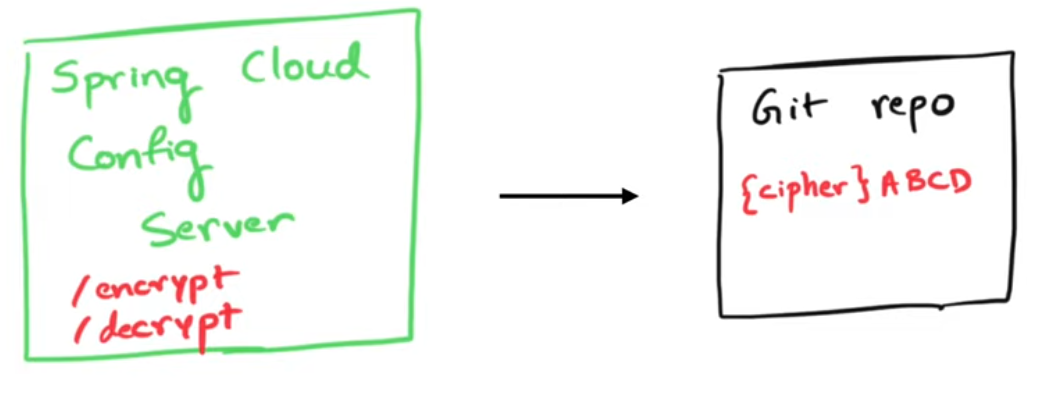 Spring Cloud
Config
Server
/encrypt
/decrypt
Git repo
{cipher} ABCD